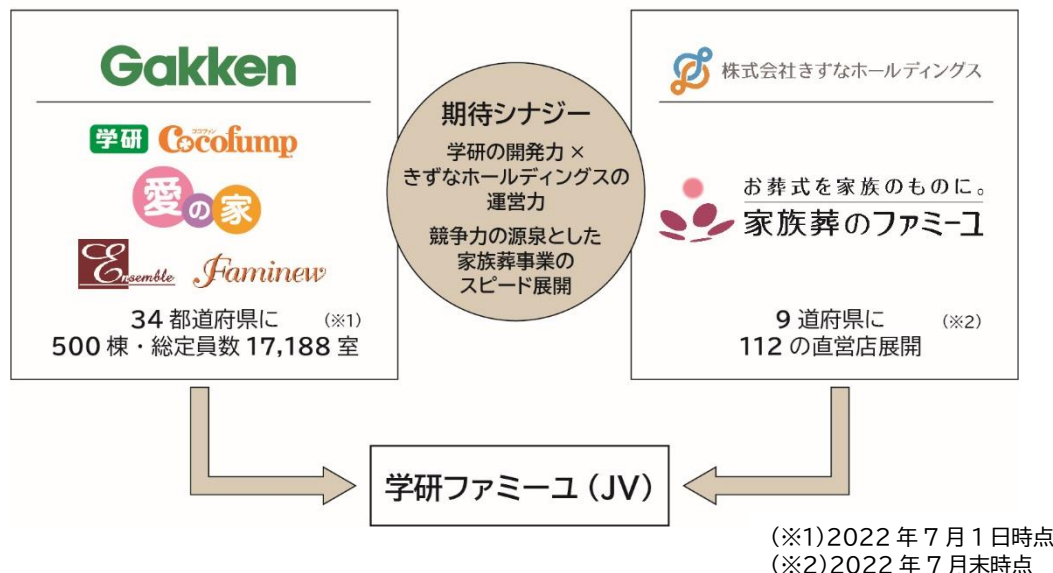 Gakken
学研 ココファン Cocofump
愛の家
Ensemble Faminew
34 都道府県に (※1)
500 棟・総定員数 17,188 室
期待シナジー
学研の開発力 ×
きずなホールディングスの
運営力
競争力の源泉とした
家族葬事業の
スピード展開
株式会社きずなホールディングス
お葬式を家族のものに。
家族葬のファミーユ
9 道府県に (※2)
112 の直営店展開
学研ファミーユ(JV)
(※1)2022 年 7 月 1 日時点
(※2)2022 年 7 月末時点